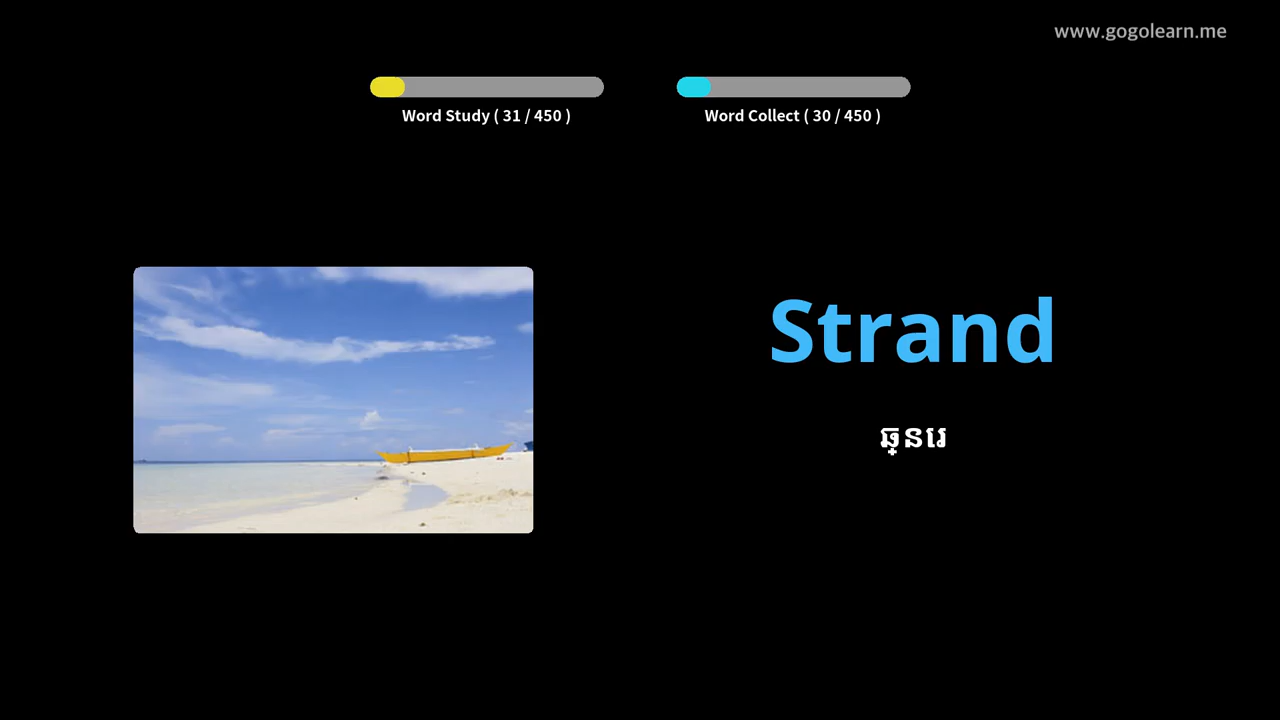 www.gogolearn.me
Word Study ( 31 / 450 )
Word Collect ( 30 / 450 )
Strand
ឆ្នេរ